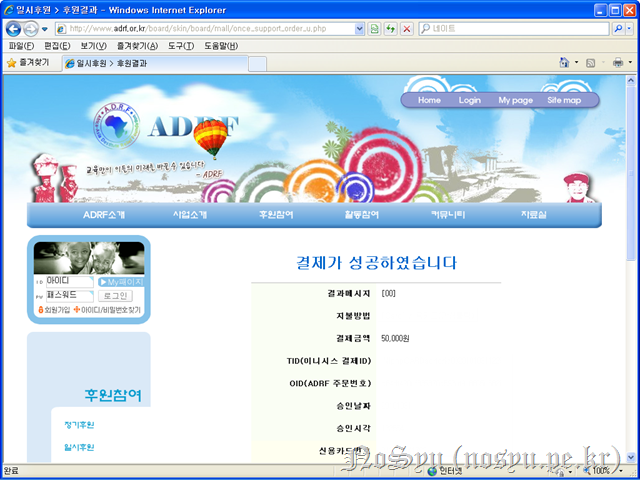 일시후원 > 후원결과 - Windows Internet Explorer
http://www.adrf.or.kr/board/skin/board/mall/once_support_order_u.php
네이트
파일(F) 편집(E) 보기(V) 즐겨찾기(A) 도구(T) 도움말(H)
즐겨찾기 일시후원 > 후원결과
Home Login My page Site map
A.D.R.F
ADRF
교육만이 이들의 미래를 바꿀 수 있습니다.
- ADRF
ADRF소개 사업소개 후원참여 활동참여 커뮤니티 자료실
ID 아이디 My페이지
PW 패스워드 로그인
회원가입 아이디/비밀번호찾기
후원참여
정기후원
일시후원
결제가 성공하였습니다
결과메시지 [00]
지불방법
결제금액 50,000원
TID(이니시스 결제ID)
OID(ADRF 주문번호)
승인날짜
승인시각
신용카드번호
NoSyu (nosyu.pe.kr)
완료 인터넷 100%